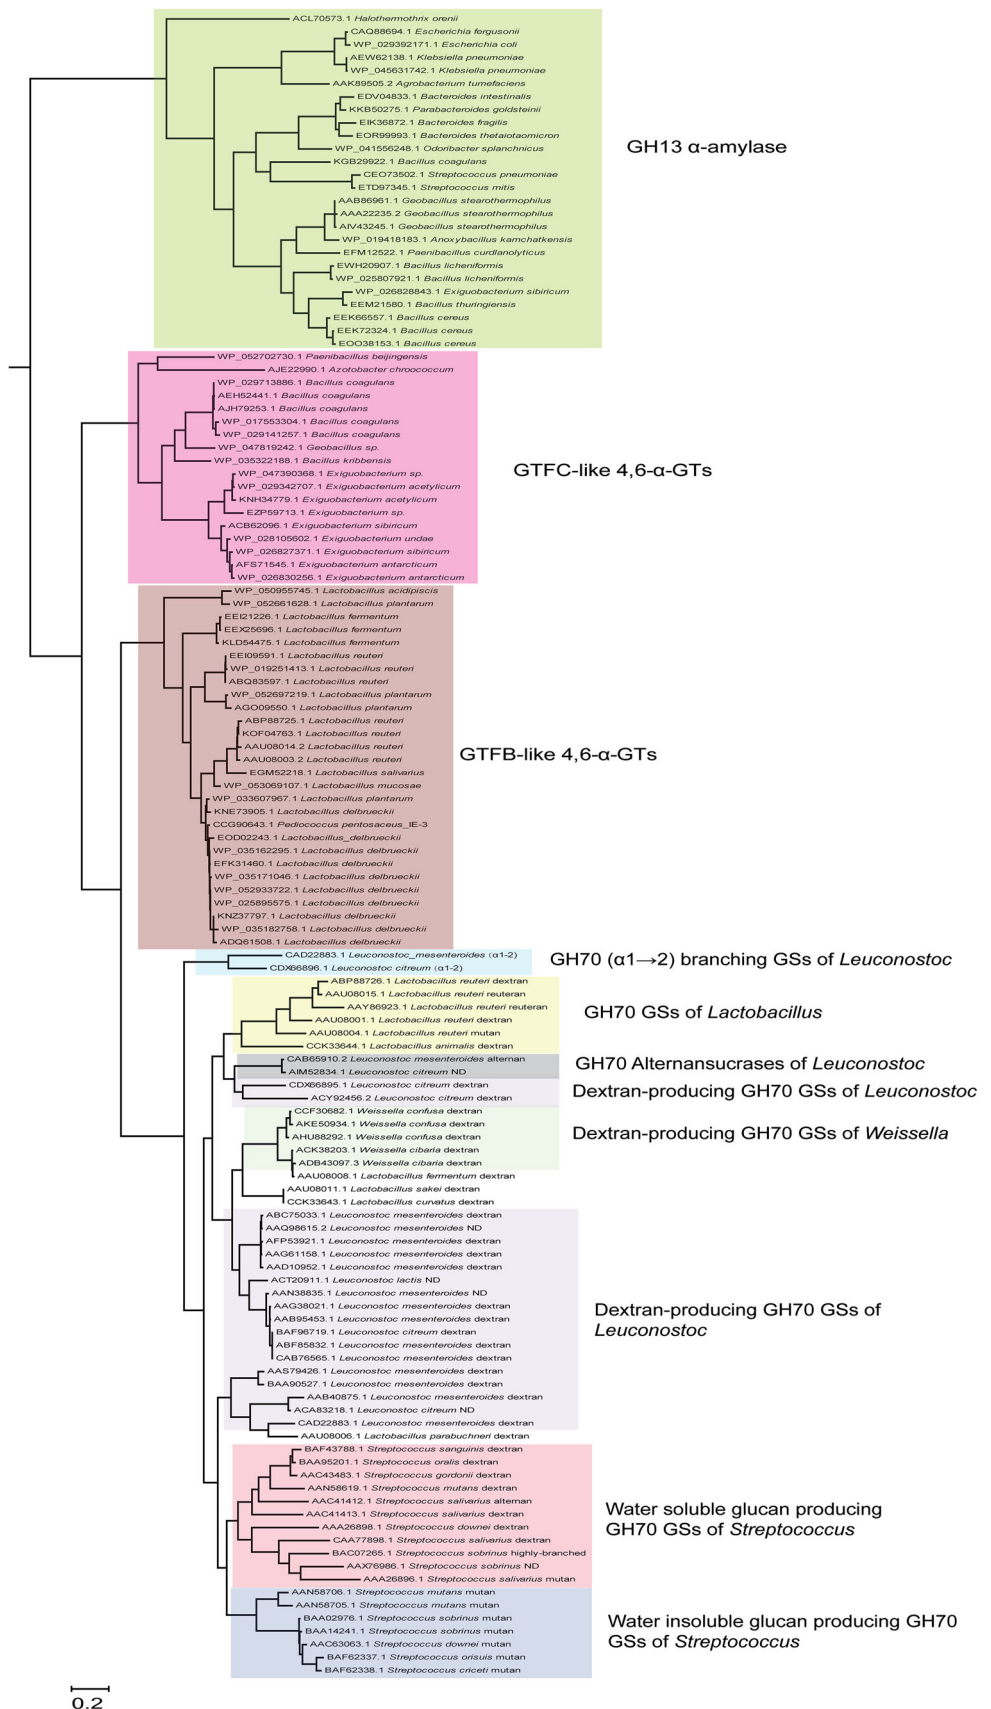 ACL70573.1 Halothermothrix orenii
CAQ88694.1 Escherichia fergusonii
WP_029392171.1 Escherichia coli
AEW62138.1 Klebsiella pneumoniae
WP_045631742.1 Klebsiella pneumoniae
AAK89505.2 Agrobacterium tumefaciens
EDV04833.1 Bacteroides intestinalis
KKB50275.1 Parabacteroides goldsteinii
EIK36872.1 Bacteroides fragilis
EOR99993.1 Bacteroides thetaiotaomicron
WP_041556248.1 Odoribacter splanchnicus
KGB29922.1 Bacillus coagulans
CEO73502.1 Streptococcus pneumoniae
ETD97345.1 Streptococcus mitis
AAB86961.1 Geobacillus stearothermophilus
AAA22235.2 Geobacillus stearothermophilus
AIV43245.1 Geobacillus stearothermophilus
WP_019418183.1 Anoxybacillus kamchatkensis
EFM12522.1 Paenibacillus curdlanolyticus
EWH20907.1 Bacillus licheniformis
WP_025807921.1 Bacillus licheniformis
WP_026828843.1 Exiguobacterium sibiricum
EEM21580.1 Bacillus thuringiensis
EEK66557.1 Bacillus cereus
EEK72324.1 Bacillus cereus
EOO38153.1 Bacillus cereus
GH13 α-amylase
WP_052702730.1 Paenibacillus beijingensis
AJE22990.1 Azotobacter chroococcum
WP_029713886.1 Bacillus coagulans
AEH52441.1 Bacillus coagulans
AJH79253.1 Bacillus coagulans
WP_017553304.1 Bacillus coagulans
WP_029141257.1 Bacillus coagulans
WP_047819242.1 Geobacillus sp.
WP_035322188.1 Bacillus kribbensis
WP_047390368.1 Exiguobacterium sp.
WP_029342707.1 Exiguobacterium acetylicum
KNH34779.1 Exiguobacterium acetylicum
EZP59713.1 Exiguobacterium sp.
ACB62096.1 Exiguobacterium sibiricum
WP_028105602.1 Exiguobacterium undae
WP_026827371.1 Exiguobacterium sibiricum
AFS71545.1 Exiguobacterium antarcticum
WP_026830256.1 Exiguobacterium antarcticum
GTFC-like 4,6-α-GTs
WP_050955745.1 Lactobacillus acidipiscis
WP_052661628.1 Lactobacillus plantarum
EEI21226.1 Lactobacillus fermentum
EEX25696.1 Lactobacillus fermentum
KLD54475.1 Lactobacillus fermentum
EEI09591.1 Lactobacillus reuteri
WP_019251413.1 Lactobacillus reuteri
ABQ83597.1 Lactobacillus reuteri
WP_052697219.1 Lactobacillus plantarum
AGO09550.1 Lactobacillus plantarum
ABP88725.1 Lactobacillus reuteri
KOF04763.1 Lactobacillus reuteri
AAU08014.2 Lactobacillus reuteri
AAU08003.2 Lactobacillus reuteri
EGM52218.1 Lactobacillus salivarius
WP_053069107.1 Lactobacillus mucosae
WP_033607967.1 Lactobacillus plantarum
KNE73905.1 Lactobacillus delbrueckii
CCG90643.1 Pediococcus pentosaceus_IE-3
EOD02243.1 Lactobacillus_delbrueckii
WP_035162295.1 Lactobacillus delbrueckii
EFK31460.1 Lactobacillus delbrueckii
WP_035171046.1 Lactobacillus delbrueckii
WP_052933722.1 Lactobacillus delbrueckii
WP_025895575.1 Lactobacillus delbrueckii
KNZ37797.1 Lactobacillus delbrueckii
WP_035182758.1 Lactobacillus delbrueckii
ADQ61508.1 Lactobacillus delbrueckii
GTFB-like 4,6-α-GTs
CAD22883.1 Leuconostoc_mesenteroides (α1-2)
CDX66896.1 Leuconostoc citreum (α1-2)
GH70 (α1→2) branching GSs of Leuconostoc
ABP88726.1 Lactobacillus reuteri dextran
AAU08015.1 Lactobacillus reuteri reuteran
AAY86923.1 Lactobacillus reuteri reuteran
AAU08001.1 Lactobacillus reuteri dextran
AAU08004.1 Lactobacillus reuteri mutan
CCK33644.1 Lactobacillus animalis dextran
GH70 GSs of Lactobacillus
CAB65910.2 Leuconostoc mesenteroides alternan
AIM52834.1 Leuconostoc citreum ND
GH70 Alternansucrases of Leuconostoc
CDX66895.1 Leuconostoc citreum dextran
ACY92456.2 Leuconostoc citreum dextran
Dextran-producing GH70 GSs of Leuconostoc
CCF30682.1 Weissella confusa dextran
AKE50934.1 Weissella confusa dextran
AHU88292.1 Weissella confusa dextran
ACK38203.1 Weissella cibaria dextran
ADB43097.3 Weissella cibaria dextran
Dextran-producing GH70 GSs of Weissella
AAU08008.1 Lactobacillus fermentum dextran
AAU08011.1 Lactobacillus sakei dextran
CCK33643.1 Lactobacillus curvatus dextran
ABC75033.1 Leuconostoc mesenteroides dextran
AAQ98615.2 Leuconostoc mesenteroides ND
AFP53921.1 Leuconostoc mesenteroides dextran
AAG61158.1 Leuconostoc mesenteroides dextran
AAD10952.1 Leuconostoc mesenteroides dextran
ACT20911.1 Leuconostoc lactis ND
AAN38835.1 Leuconostoc mesenteroides ND
AAG38021.1 Leuconostoc mesenteroides dextran
AAB95453.1 Leuconostoc mesenteroides dextran
BAF96719.1 Leuconostoc citreum dextran
ABF85832.1 Leuconostoc mesenteroides dextran
CAB76565.1 Leuconostoc mesenteroides dextran
AAS79426.1 Leuconostoc mesenteroides dextran
BAA90527.1 Leuconostoc mesenteroides dextran
AAB40875.1 Leuconostoc mesenteroides dextran
ACA83218.1 Leuconostoc citreum ND
CAD22883.1 Leuconostoc mesenteroides dextran
AAU08006.1 Lactobacillus parabuchneri dextran
Dextran-producing GH70 GSs of
Leuconostoc
BAF43788.1 Streptococcus sanguinis dextran
BAA95201.1 Streptococcus oralis dextran
AAC43483.1 Streptococcus gordonii dextran
AAN58619.1 Streptococcus mutans dextran
AAC41412.1 Streptococcus salivarius alternan
AAC41413.1 Streptococcus salivarius dextran
AAA26898.1 Streptococcus downei dextran
CAA77898.1 Streptococcus salivarius dextran
BAC07265.1 Streptococcus sobrinus highly-branched
AAX76986.1 Streptococcus sobrinus ND
AAA26896.1 Streptococcus salivarius mutan
Water soluble glucan producing
GH70 GSs of Streptococcus
AAN58706.1 Streptococcus mutans mutan
AAN58705.1 Streptococcus mutans mutan
BAA02976.1 Streptococcus sobrinus mutan
BAA14241.1 Streptococcus sobrinus mutan
AAC63063.1 Streptococcus downei mutan
BAF62337.1 Streptococcus orisuis mutan
BAF62338.1 Streptococcus criceti mutan
Water insoluble glucan producing GH70
GSs of Streptococcus
0.2